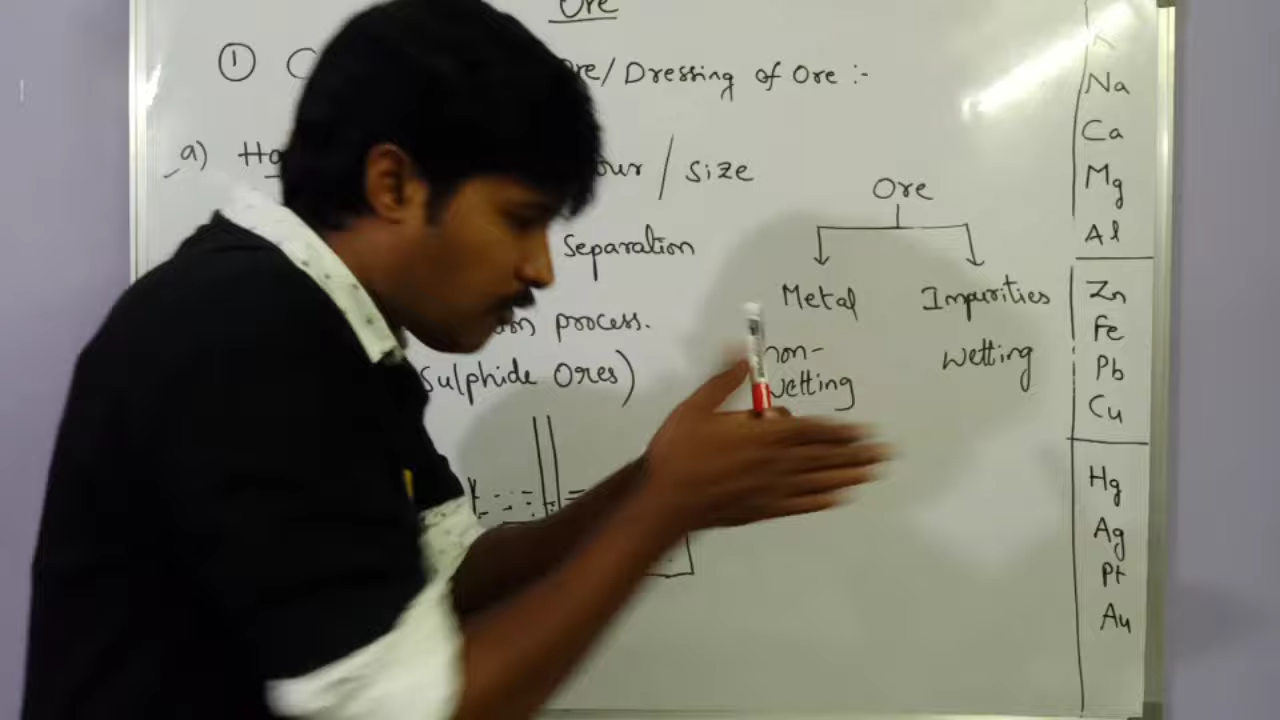 Ore
① Ore/Dressing of Ore :-
a) Ha our / size
Separation
process.
Sulphide Ores)
Ore
Metal Impurities
non-
wetting
wetting
K
Na
Ca
Mg
Al
Zn
Fe
Pb
Cu
Hg
Ag
Pt
Au